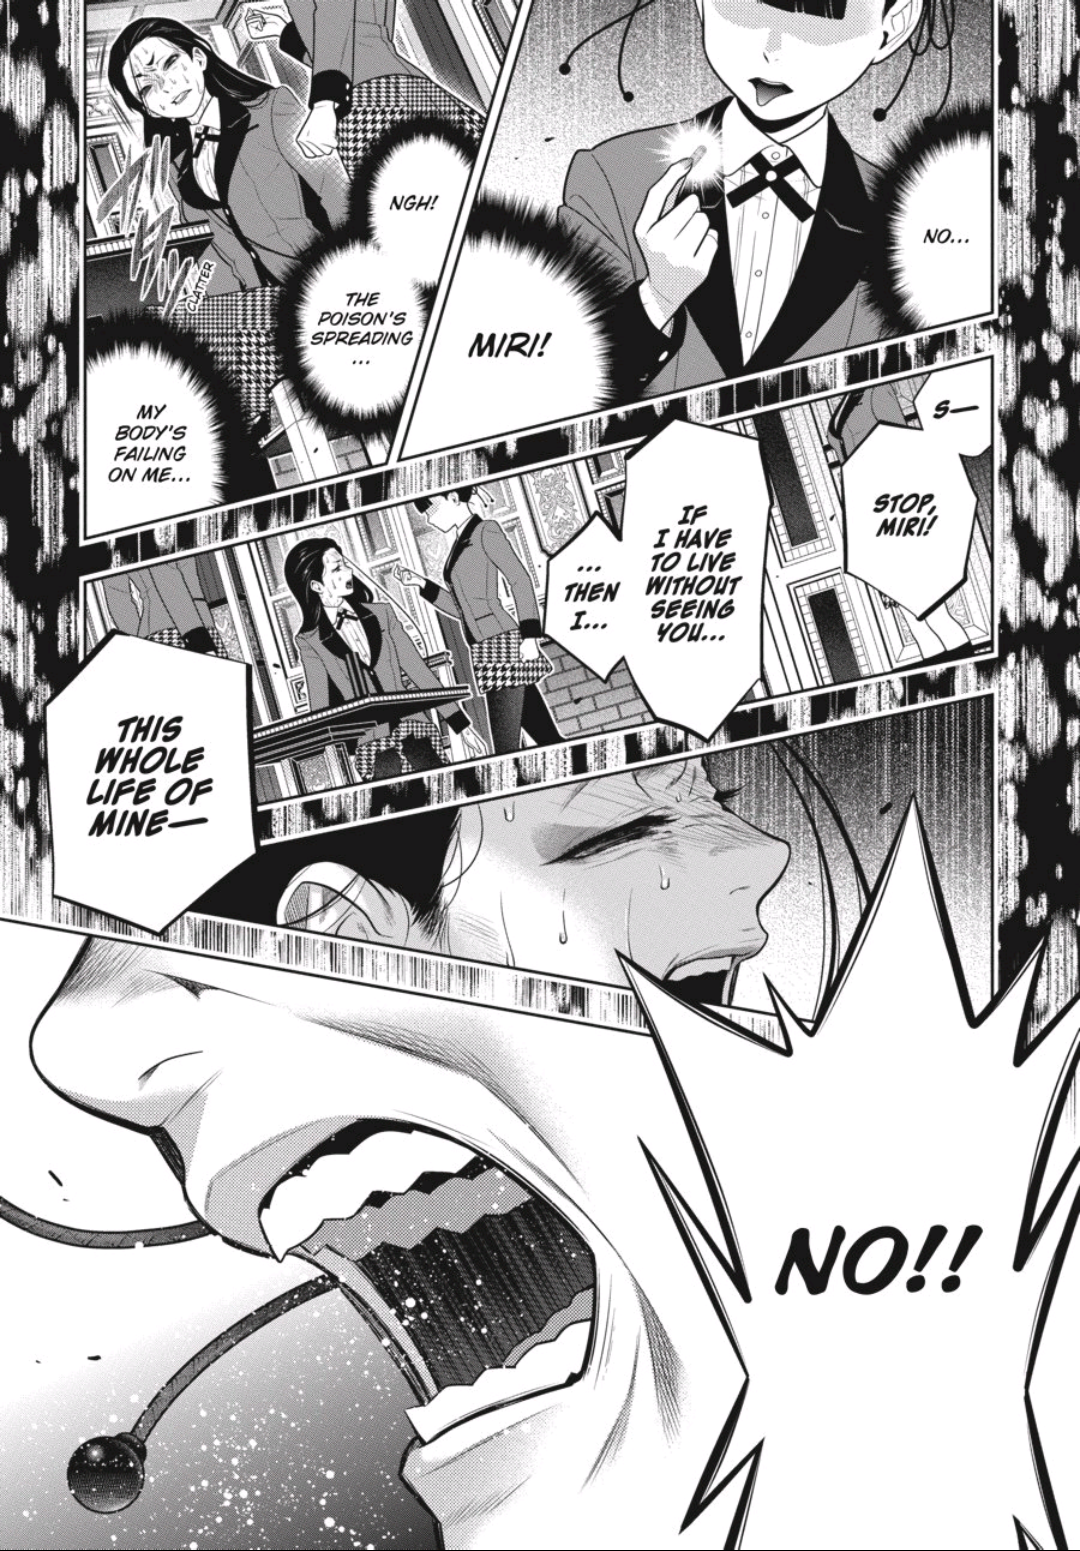 NO...
MIRI!
NGH!
THE
POISON'S
SPREADING
...
CLATTER
MY
BODY'S
FAILING
ON ME...
S—
STOP,
MIRI!
IF
I HAVE
TO LIVE
WITHOUT
SEEING
YOU...
...
THEN
I...
THIS
WHOLE
LIFE OF
MINE—
NO!!